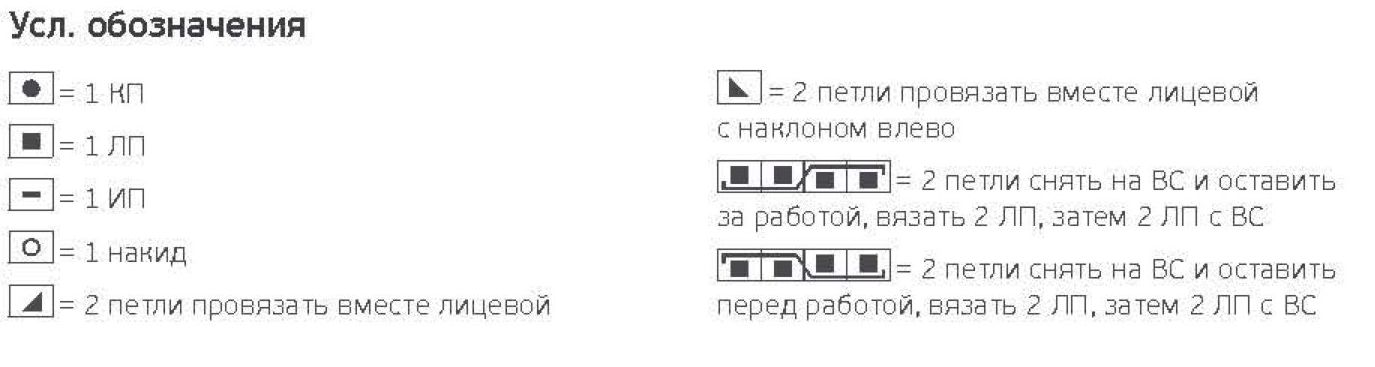 Усл. обозначения
= 1 КП
= 1 ЛП
= 1 ИП
= 1 накид
= 2 петли провязать вместе лицевой
= 2 петли провязать вместе лицевой
с наклоном влево
= 2 петли снять на ВС и оставить
за работой, вязать 2 ЛП, затем 2 ЛП с ВС
= 2 петли снять на ВС и оставить
перед работой, вязать 2 ЛП, затем 2 ЛП с ВС